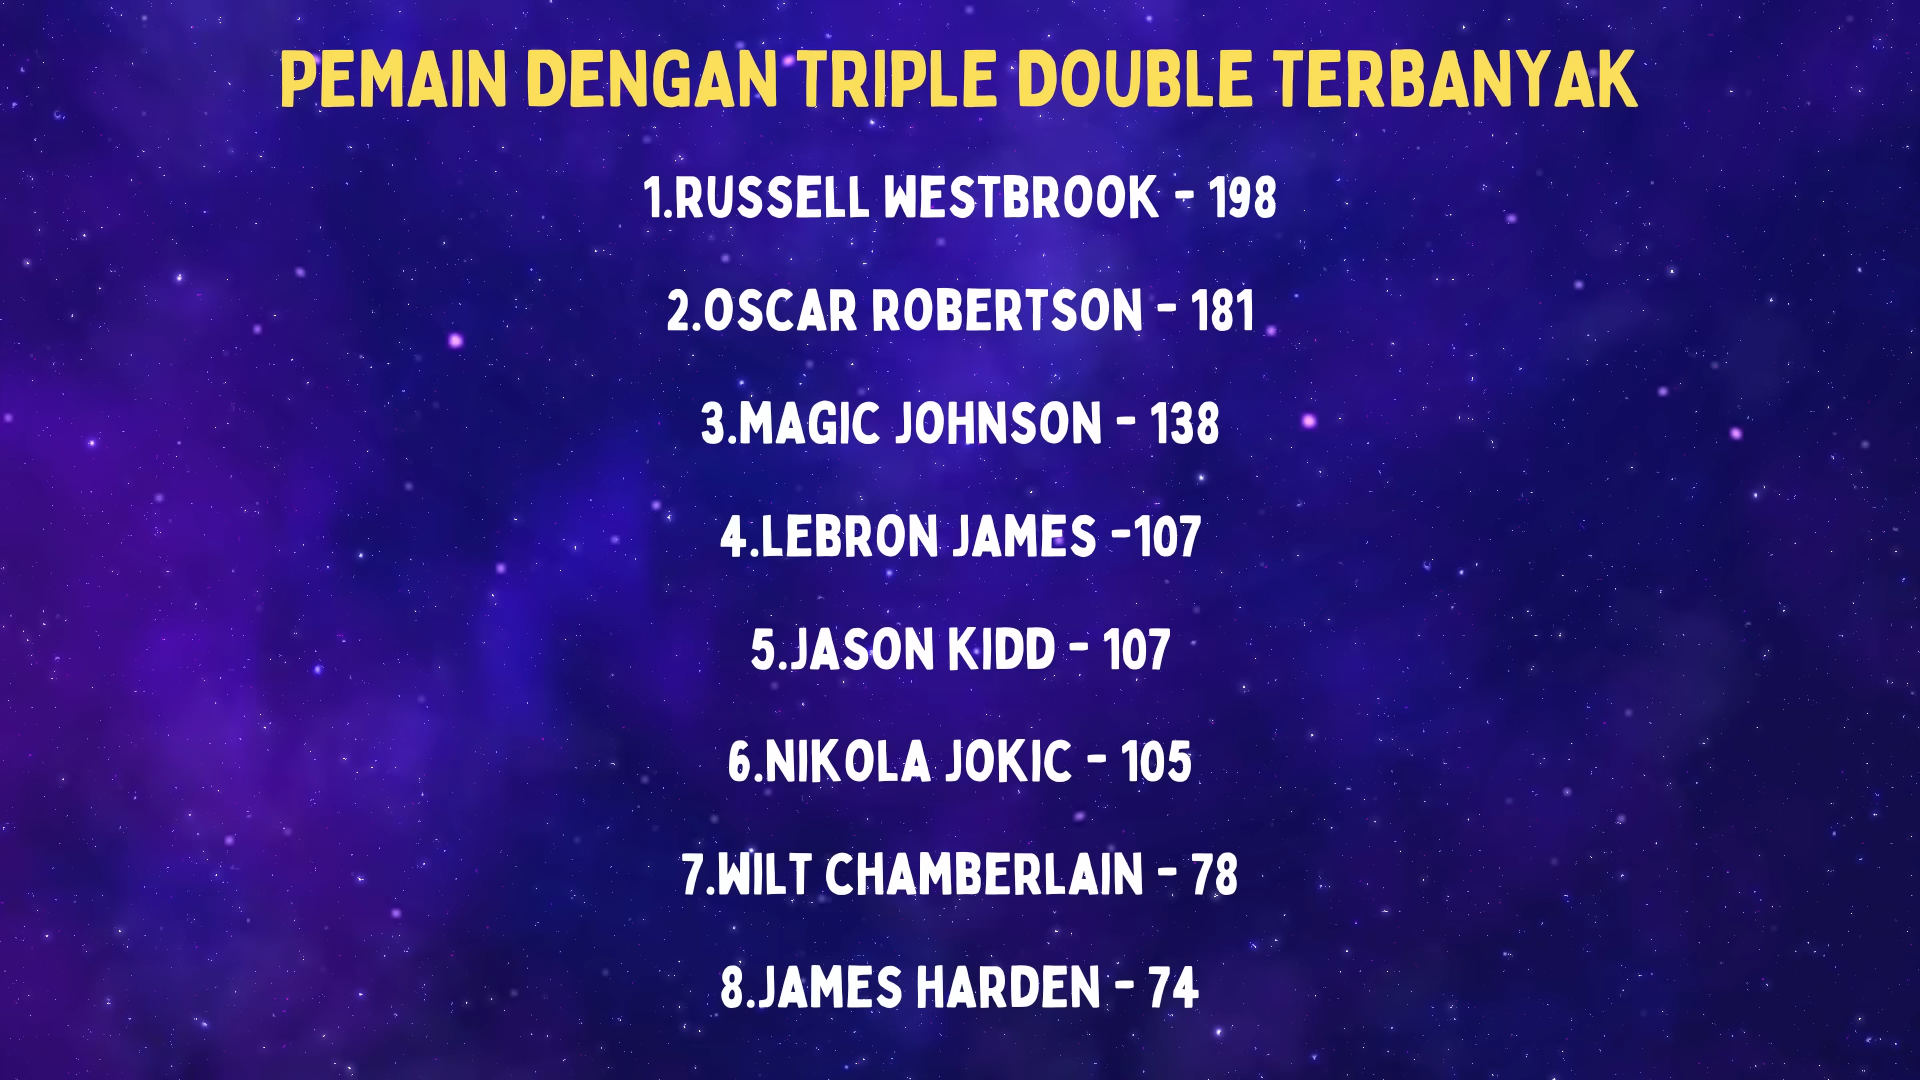 PEMAIN DENGAN TRIPLE DOUBLE TERBANYAK
1.RUSSELL WESTBROOK - 198
2.OSCAR ROBERTSON - 181
3.MAGIC JOHNSON - 138
4.LEBRON JAMES -107
5.JASON KIDD - 107
6.NIKOLA JOKIC - 105
7.WILT CHAMBERLAIN - 78
8.JAMES HARDEN - 74